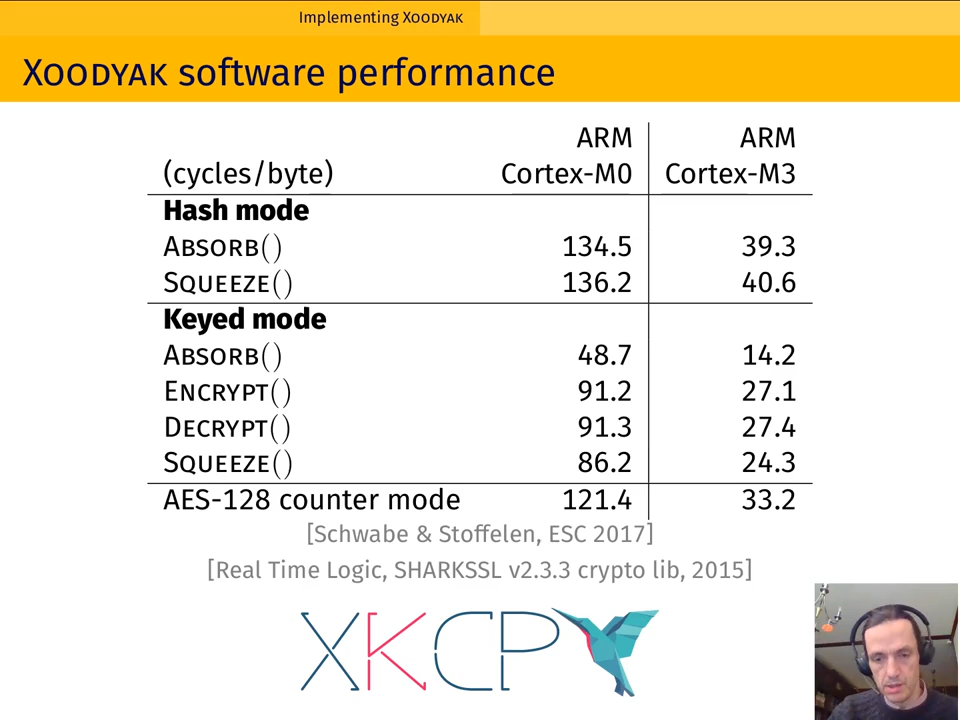 Implementing Xoodyak
Xoodyak software performance
ARM ARM
(cycles/byte) Cortex-M0 Cortex-M3
Hash mode
Absorb() 134.5 39.3
Squeeze() 136.2 40.6
Keyed mode
Absorb() 48.7 14.2
Encrypt() 91.2 27.1
Decrypt() 91.3 27.4
Squeeze() 86.2 24.3
AES-128 counter mode 121.4 33.2
[Schwabe & Stoffelen, ESC 2017]
[Real Time Logic, SHARKSSL v2.3.3 crypto lib, 2015]
XKCP